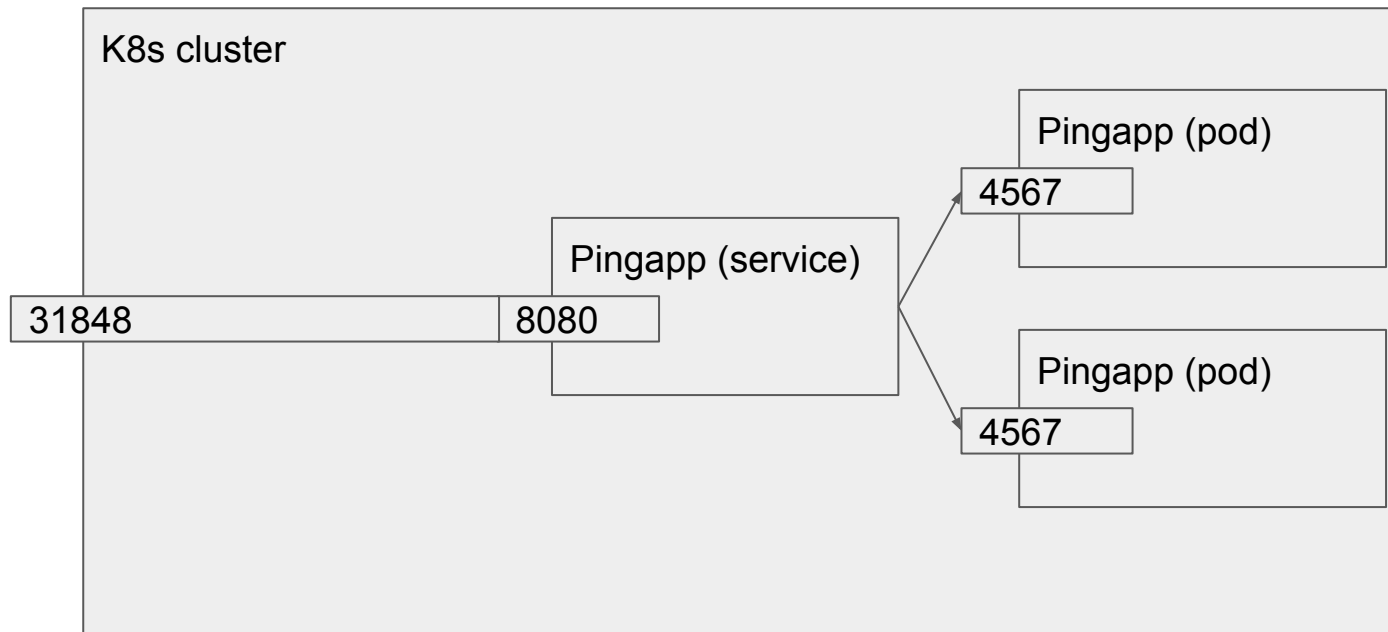 K8s cluster
Pingapp (pod)
4567
Pingapp (service)
31848
8080
Pingapp (pod)
4567